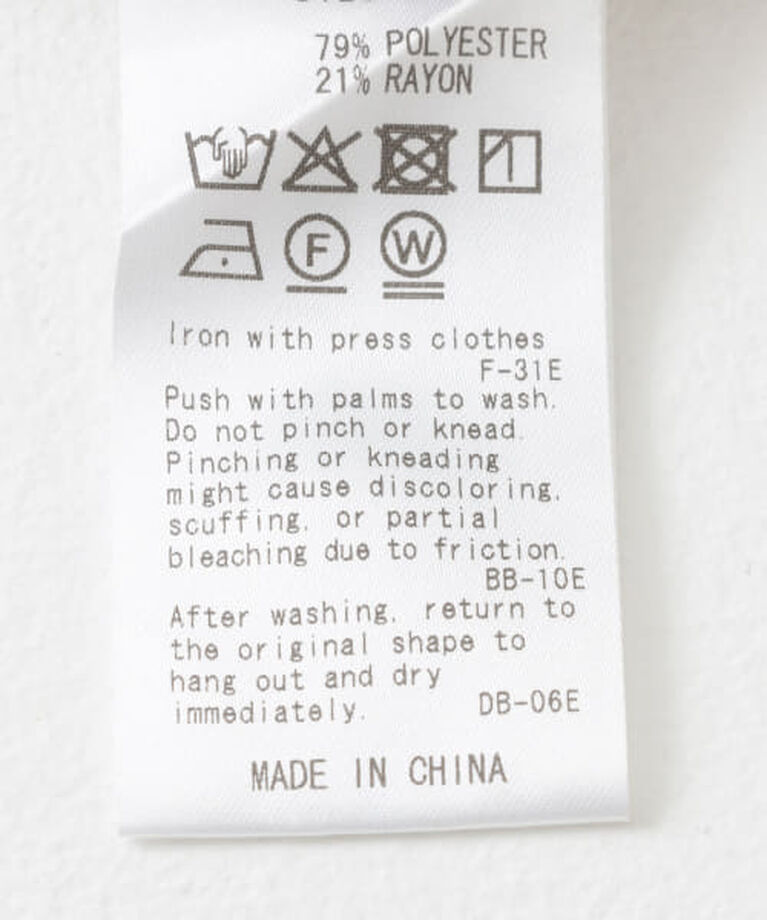 79% POLYESTER
21% RAYON
F W
Iron with press clothes
F-31E
Push with palms to wash.
Do not pinch or knead.
Pinching or kneading
might cause discoloring,
scuffing, or partial
bleaching due to friction.
BB-10E
After washing, return to
the original shape to
hang out and dry
immediately.
DB-06E
MADE IN CHINA